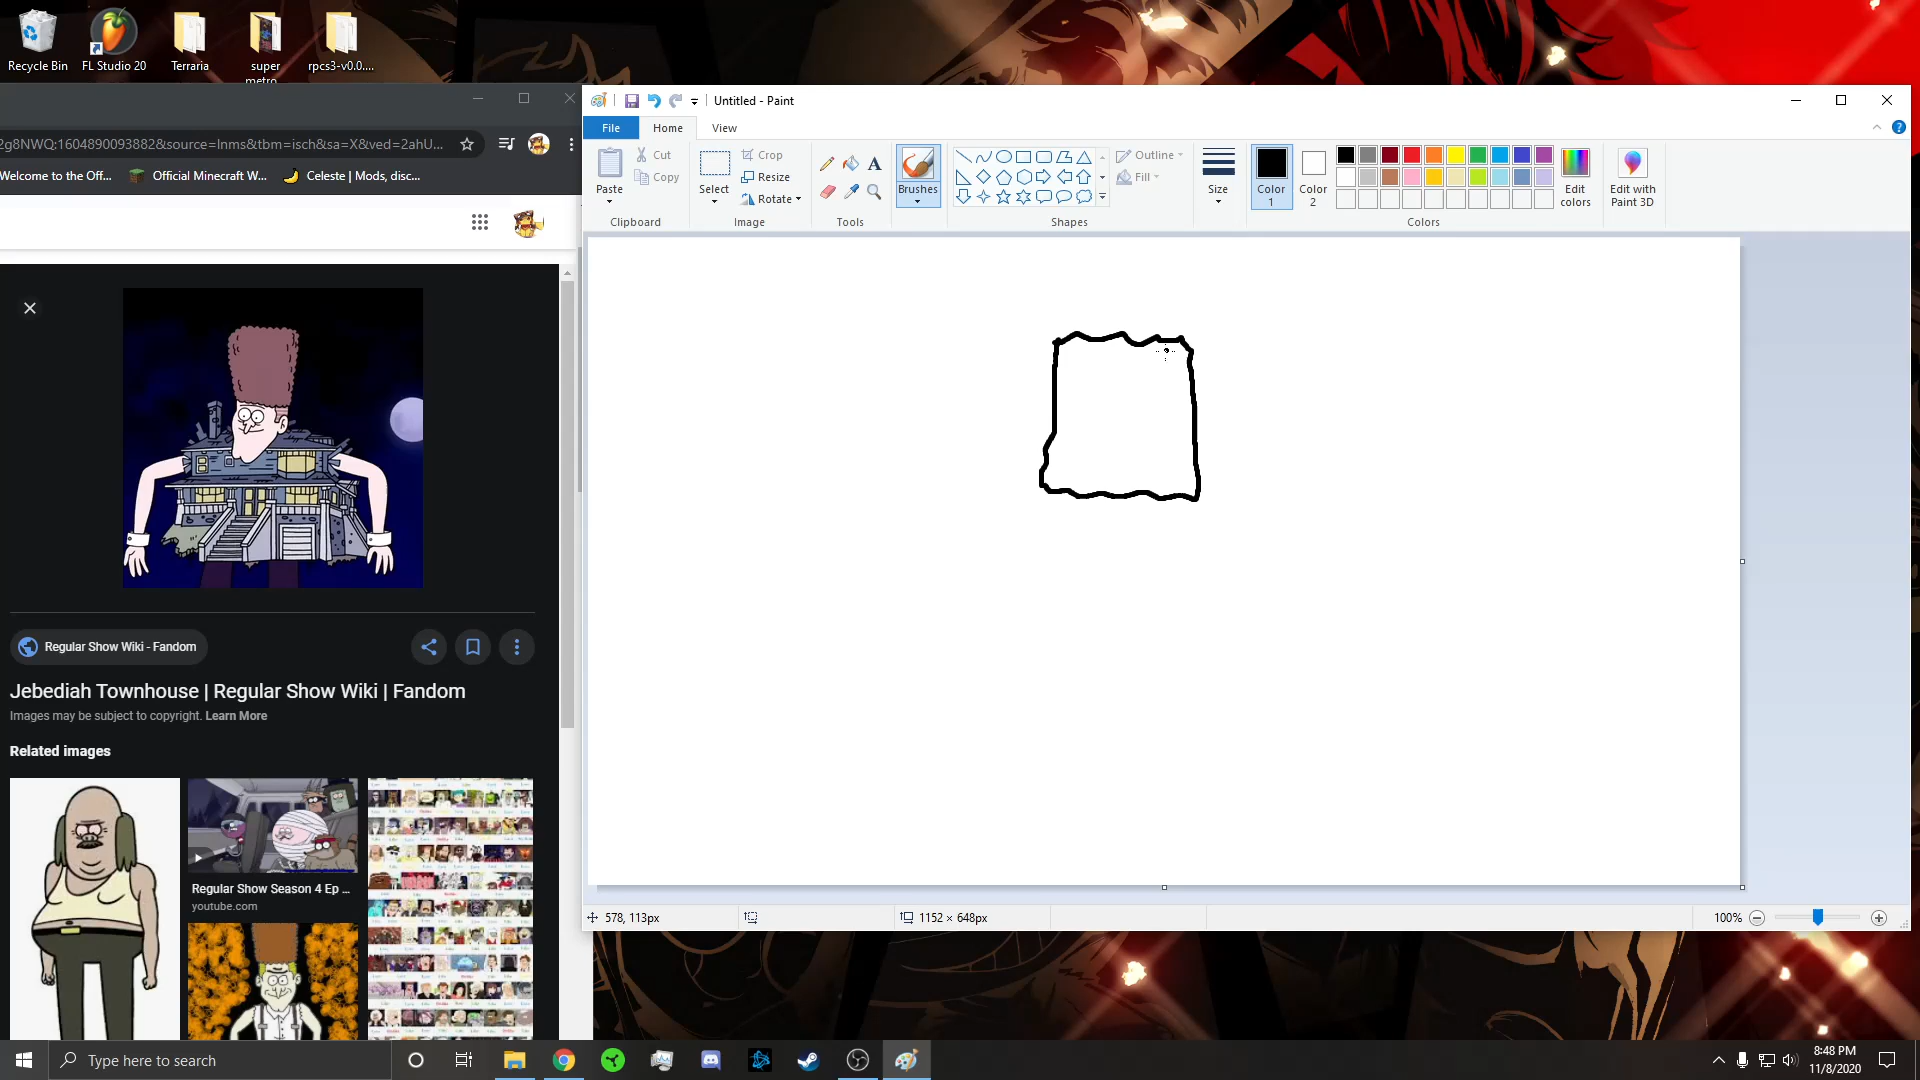 Recycle Bin
FL Studio 20
Terraria
super
metro
rpcs3-v0.0....
2g8NWQ:1604890093882&source=lnms&tbm=isch&sa=X&ved=2ahU...
Welcome to the Off...
Official Minecraft W...
Celeste | Mods, disc...
Untitled - Paint
File
Home
View
Paste
Cut
Copy
Clipboard
Select
Crop
Resize
Rotate
Image
A
Tools
Brushes
Outline
Fill
Shapes
Size
Color
1
Color
2
Edit
colors
Edit with
Paint 3D
Colors
Regular Show Wiki - Fandom
Jebediah Townhouse | Regular Show Wiki | Fandom
Images may be subject to copyright. Learn More
Related images
Regular Show Season 4 Ep ...
youtube.com
578, 113px
1152 × 648px
100%
Type here to search
8:48 PM
11/8/2020